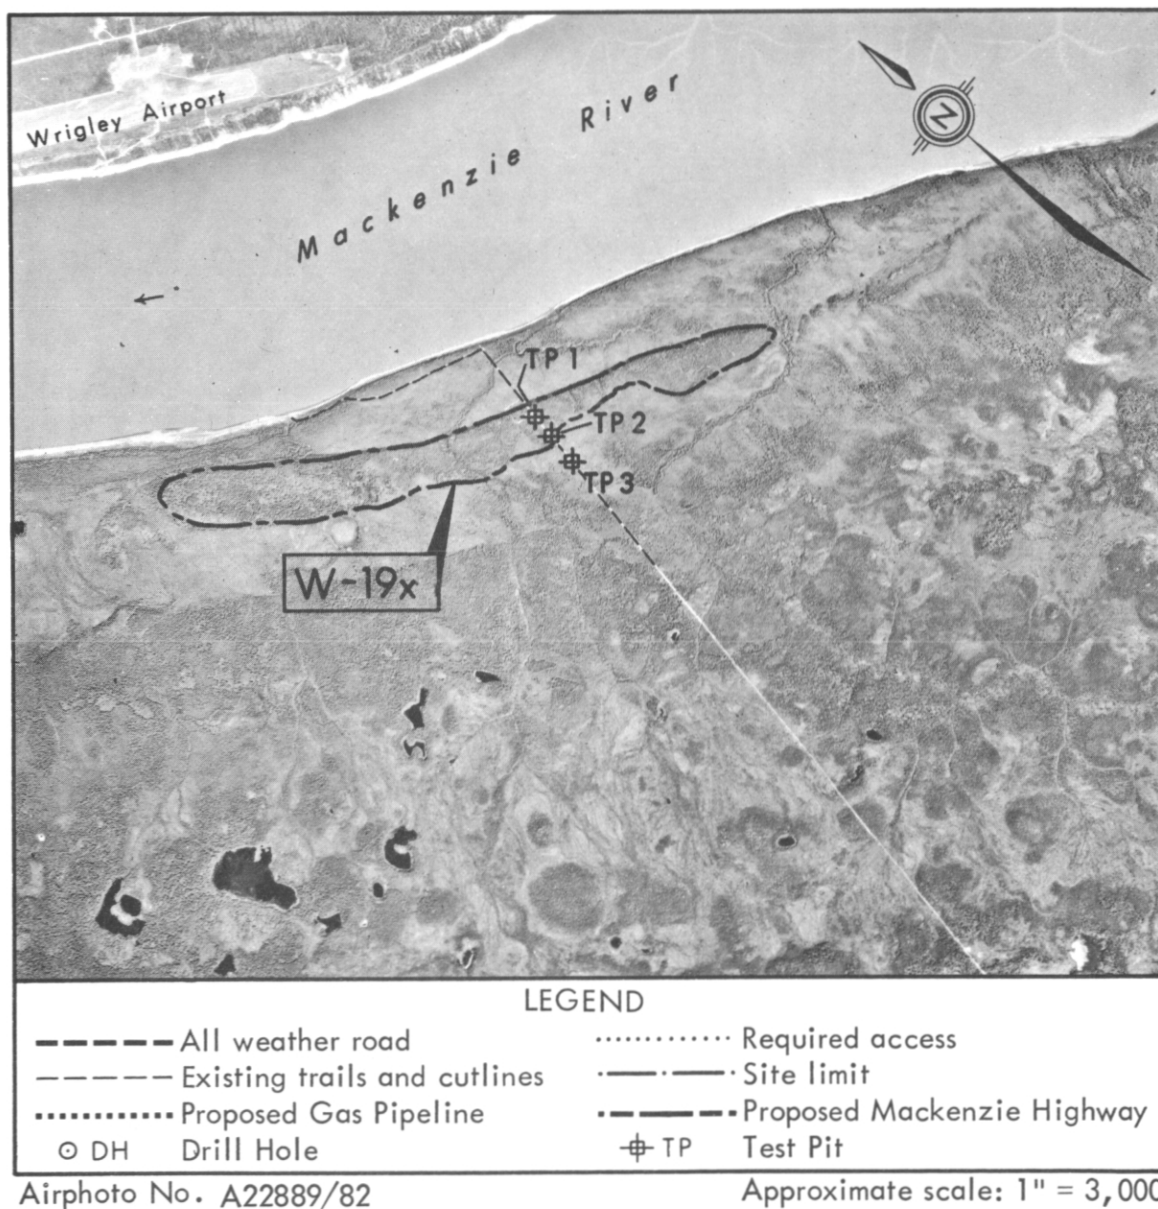 Wrigley Airport
Mackenzie River
N
TP 1
TP 2
TP 3
W-19x
LEGEND
All weather road
Existing trails and cutlines
Proposed Gas Pipeline
DH Drill Hole
Required access
Site limit
Proposed Mackenzie Highway
TP Test Pit
Airphoto No. A22889/82
Approximate scale: 1" = 3,000